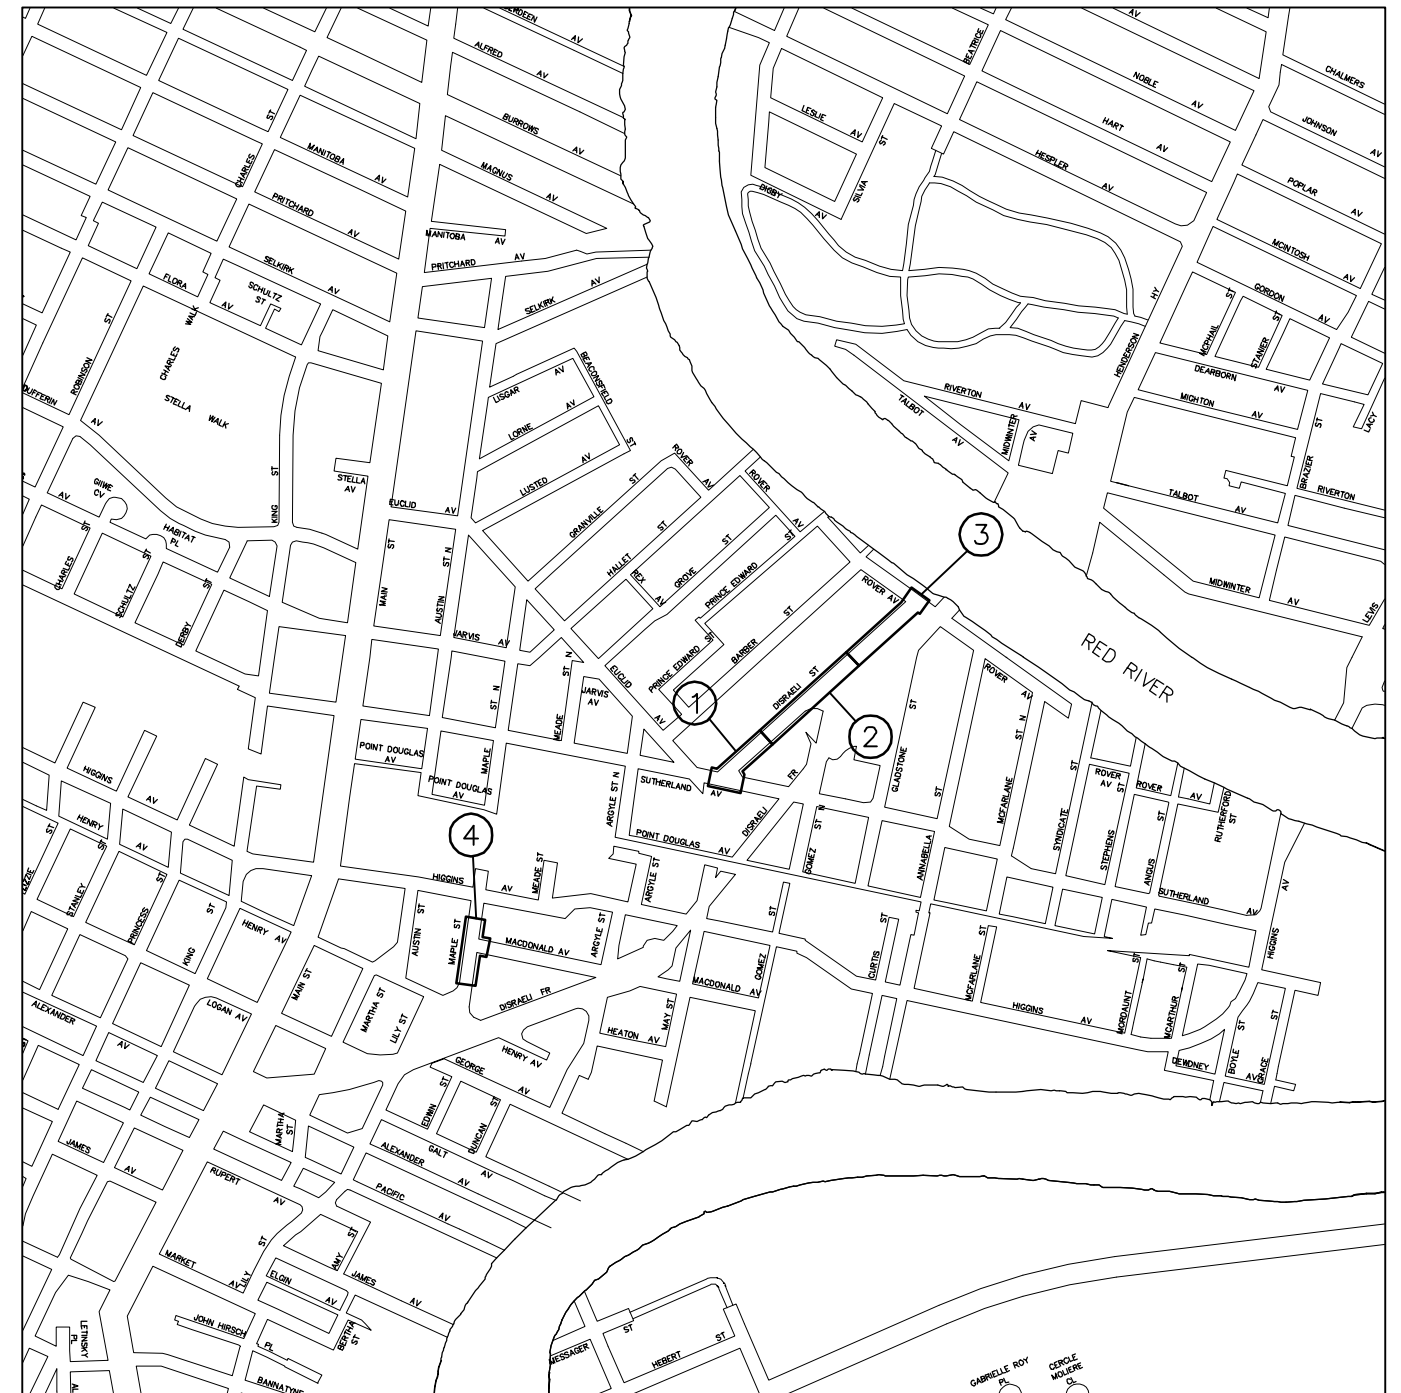 BEATRICE
AV
ALFRED
AV
CHALMERS
NOBLE
AV
AV
BURROWS
AV
LESLIE
AV
ST
HART
AV
JOHNSON
AV
ST
MANITOBA
AV
CHARLES
MAGNUS
AV
HESPLER
AV
POPLAR
AV
DIGBY
AV
SILVIA
PRITCHARD
AV
MANITOBA
AV
SELKIRK
AV
PRITCHARD
AV
MCINTOSH
AV
FLORA
AV
SCHULTZ
ST
SELKIRK
AV
HY
GORDON
AV
WALK
CHARLES
ST
ROBINSON
ST
MCPHAIL
ST
STANIER
HENDERSON
DUFFERIN
AV
STELLA
WALK
LISGAR
AV
BEACONSFIELD
ST
RIVERTON
AV
DEARBORN
AV
MIGHTON
AV
TALBOT
AV
LORNE
AV
MIDWINTER
AV
ST
BRAZIER
LACY
GIIWE
CV
AV
STELLA
AV
LUSTED
AV
ROVER
AV
ROVER
AV
TALBOT
AV
RIVERTON
EUCLID
AV
ST
KING
GRANVILLE
ST
HABITAT
PL
ST
CHARLES
ST
SCHULTZ
ST
DERBY
ST
MAIN
ST N
AUSTIN
HALLET
ST
REX
AV
GROVE
ST
PRINCE EDWARD
ST
3
ROVER AV
MIDWINTER
AV
LEVIS
JARVIS
AV
EUCLID
AV
PRINCE EDWARD
ST
BARBER
ST
DISRAELI
ST
RED RIVER
ST N
MEADE
JARVIS
AV
ST N
MAPLE
1
2
ROVER
AV
GLADSTONE
ST
MCFARLANE
ST N
SYNDICATE
ST
POINT DOUGLAS
AV
POINT DOUGLAS
AV
HIGGINS
AV
SUTHERLAND
AV
FR
ROVER
AV
ROVER
AV
STEPHENS
ST
ANGUS
ST
RUTHERFORD
ST
ARGYLE ST N
DISRAELI
GOMEZ
ST N
HENRY
AV
POINT DOUGLAS
AV
4
ANNABELLA
ST
HIGGINS
AV
MEADE ST
ARGYLE ST
ST
STANLEY
ST
PRINCESS
ST
KING
ST
HENRY
AV
AUSTIN
ST
MAPLE
ST
MACDONALD AV
ARGYLE ST
ST
GOMEZ
SUTHERLAND
AV
HIGGINS
AV
CURTIS
ST
MCFARLANE
ST
MACDONALD
AV
MAIN ST
MARTHA ST
LILY ST
DISRAELI FR
MAY ST
HIGGINS
AV
MORDAUNT
ST
MCARTHUR
ST
ALEXANDER
AV
LOGAN AV
HEATON
AV
HENRY AV
GEORGE
AV
DEWDNEY
AV
BOYLE
ST
GRACE
ST
EDWIN
ST
DUNCAN
ST
MARTHA
ST
JAMES
AV
ALEXANDER
AV
GALT
AV
RUPERT
AV
PACIFIC
MARKET
AV
LILY
ST
AMY
ST
ELGIN
AV
JAMES
AV
JOHN HIRSCH
PL
BERTHA
ST
LETINSKY
PL
BANNATYNE
MESSAGER
ST
HEBERT
ST
GABRIELLE ROY
PL
CERCLE
MOLIERE
CL